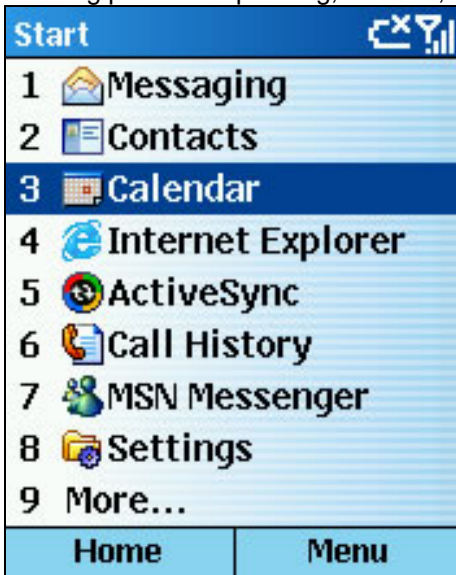 Start
1 Messaging
2 Contacts
3 Calendar
4 Internet Explorer
5 ActiveSync
6 Call History
7 MSN Messenger
8 Settings
9 More...
Home Menu